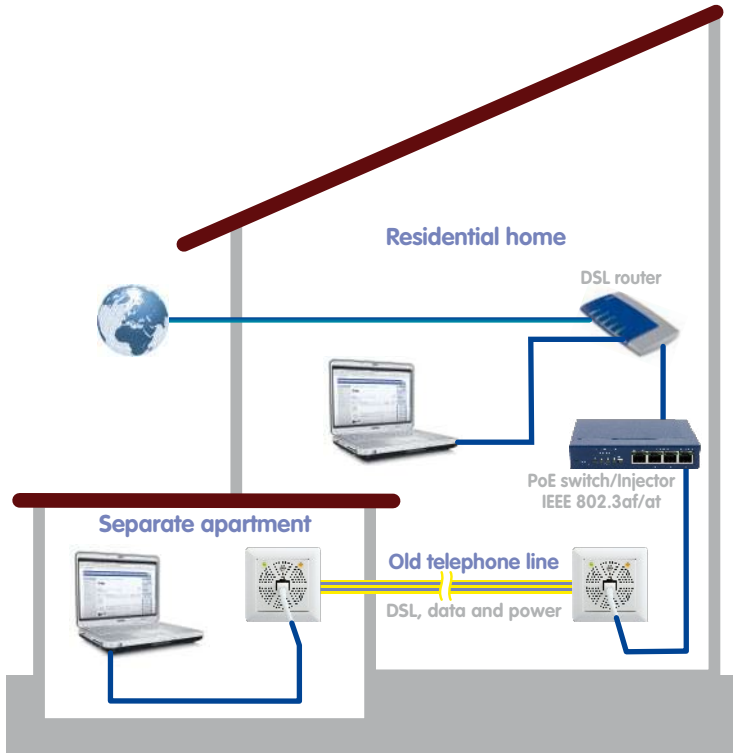 Residential home
DSL router
PoE switch/Injector
IEEE 802.3af/at
Separate apartment
Old telephone line
DSL, data and power